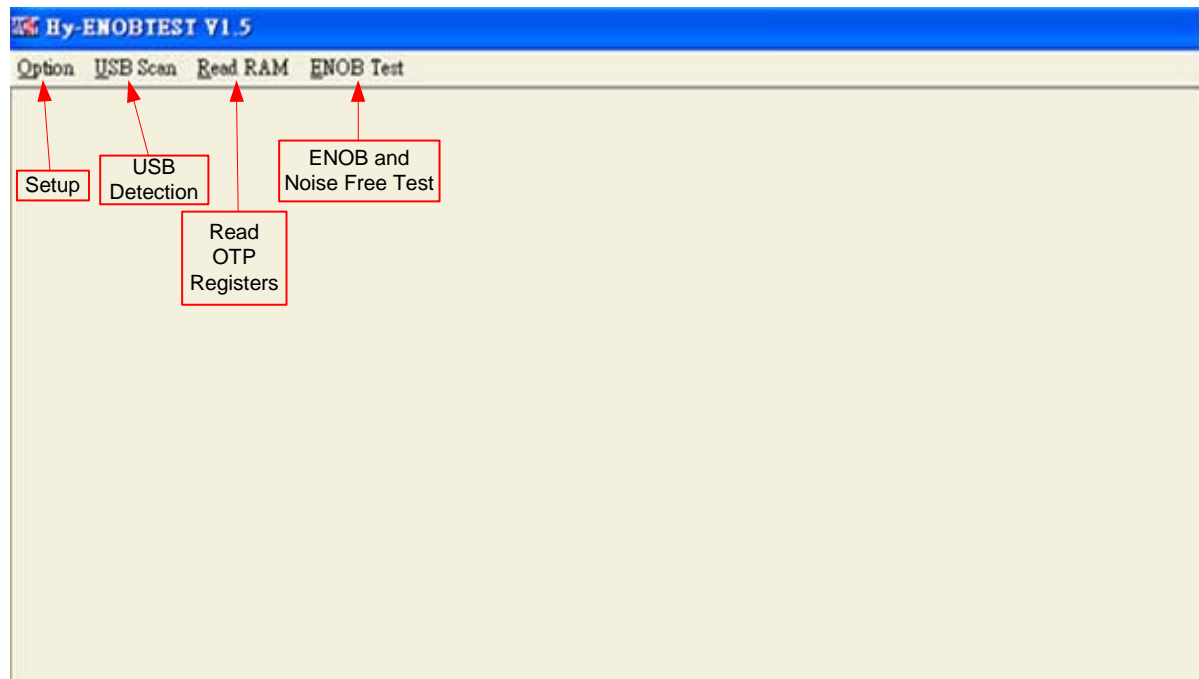 Hy-ENOBTEST V1.5
Option USB Scan Read RAM ENOB Test
Setup
USB
Detection
Read
OTP
Registers
ENOB and
Noise Free Test